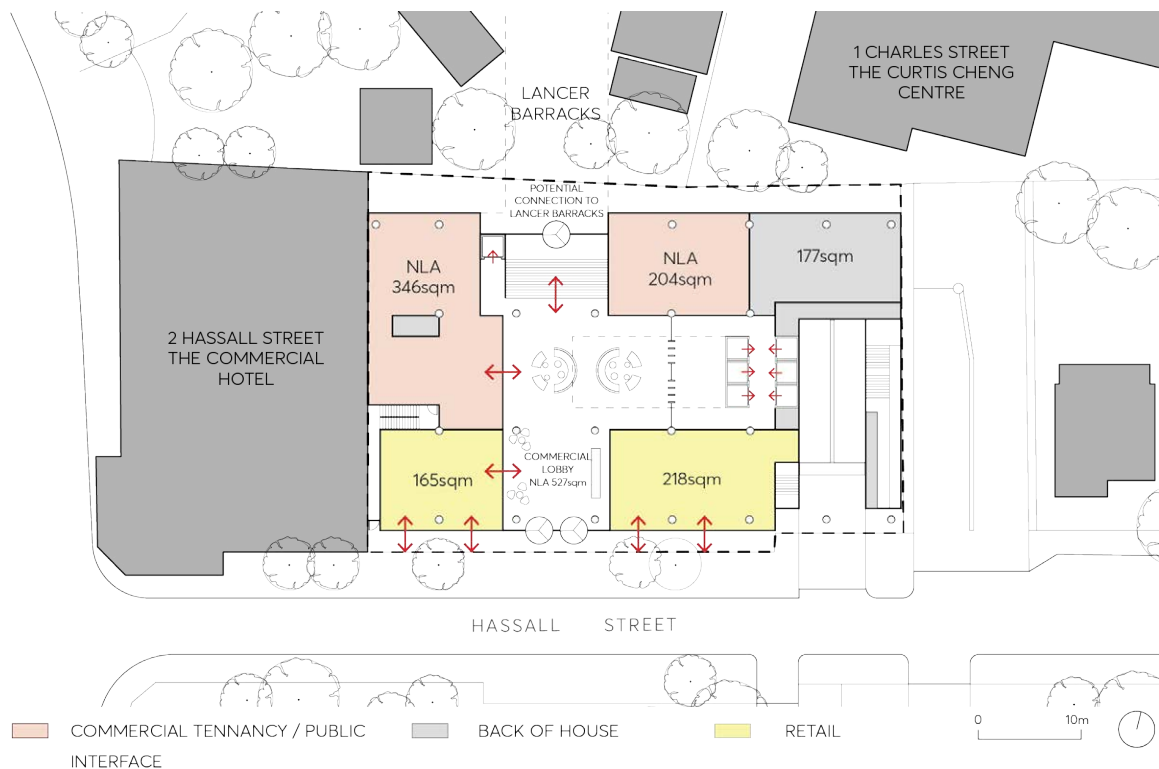 1 CHARLES STREET
THE CURTIS CHENG
CENTRE
LANCER
BARRACKS
POTENTIAL
CONNECTION TO
LANCER BARRACKS
NLA
346sqm
NLA
204sqm
177sqm
2 HASSALL STREET
THE COMMERCIAL
HOTEL
165sqm
COMMERCIAL
LOBBY
NLA 527sqm
218sqm
HASSALL STREET
COMMERCIAL TENNANCY / PUBLIC
INTERFACE
BACK OF HOUSE
RETAIL
0 10m